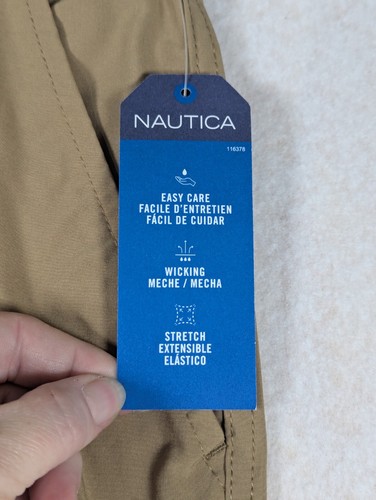 NAUTICA
116378
EASY CARE
FACILE D'ENTRETIEN
FÁCIL DE CUIDAR
WICKING
MECHE / MECHA
STRETCH
EXTENSIBLE
ELÁSTICO